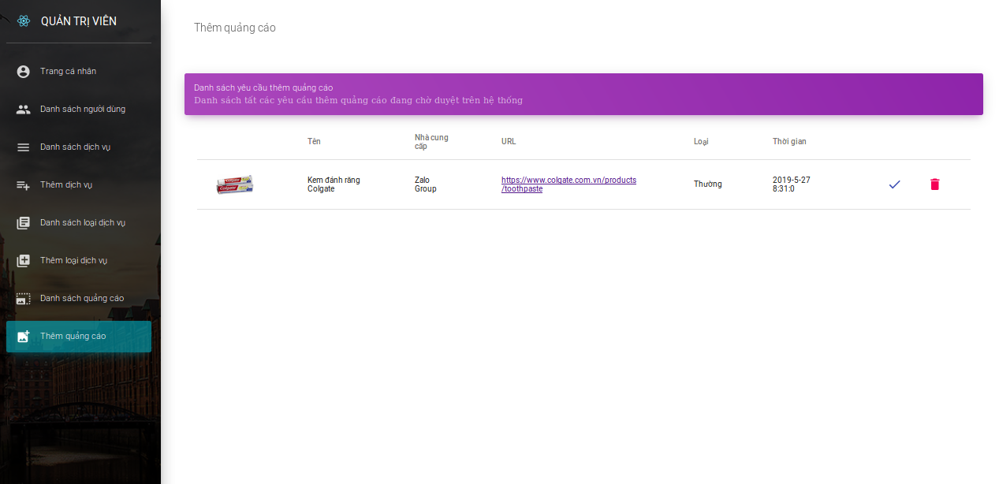 QUẢN TRỊ VIÊN
Trang cá nhân
Danh sách người dùng
Danh sách dịch vụ
Thêm dịch vụ
Danh sách loại dịch vụ
Thêm loại dịch vụ
Danh sách quảng cáo
Thêm quảng cáo
Thêm quảng cáo
Danh sách yêu cầu thêm quảng cáo
Danh sách tất các yêu cầu thêm quảng cáo đang chờ duyệt trên hệ thống
Tên
Nhà cung
cấp
URL
Loại
Thời gian
Colgate
Colgate
Kem đánh răng
Colgate
Zalo
Group
https://www.colgate.com.vn/products
/toothpaste
Thường
2019-5-27
8:31:0